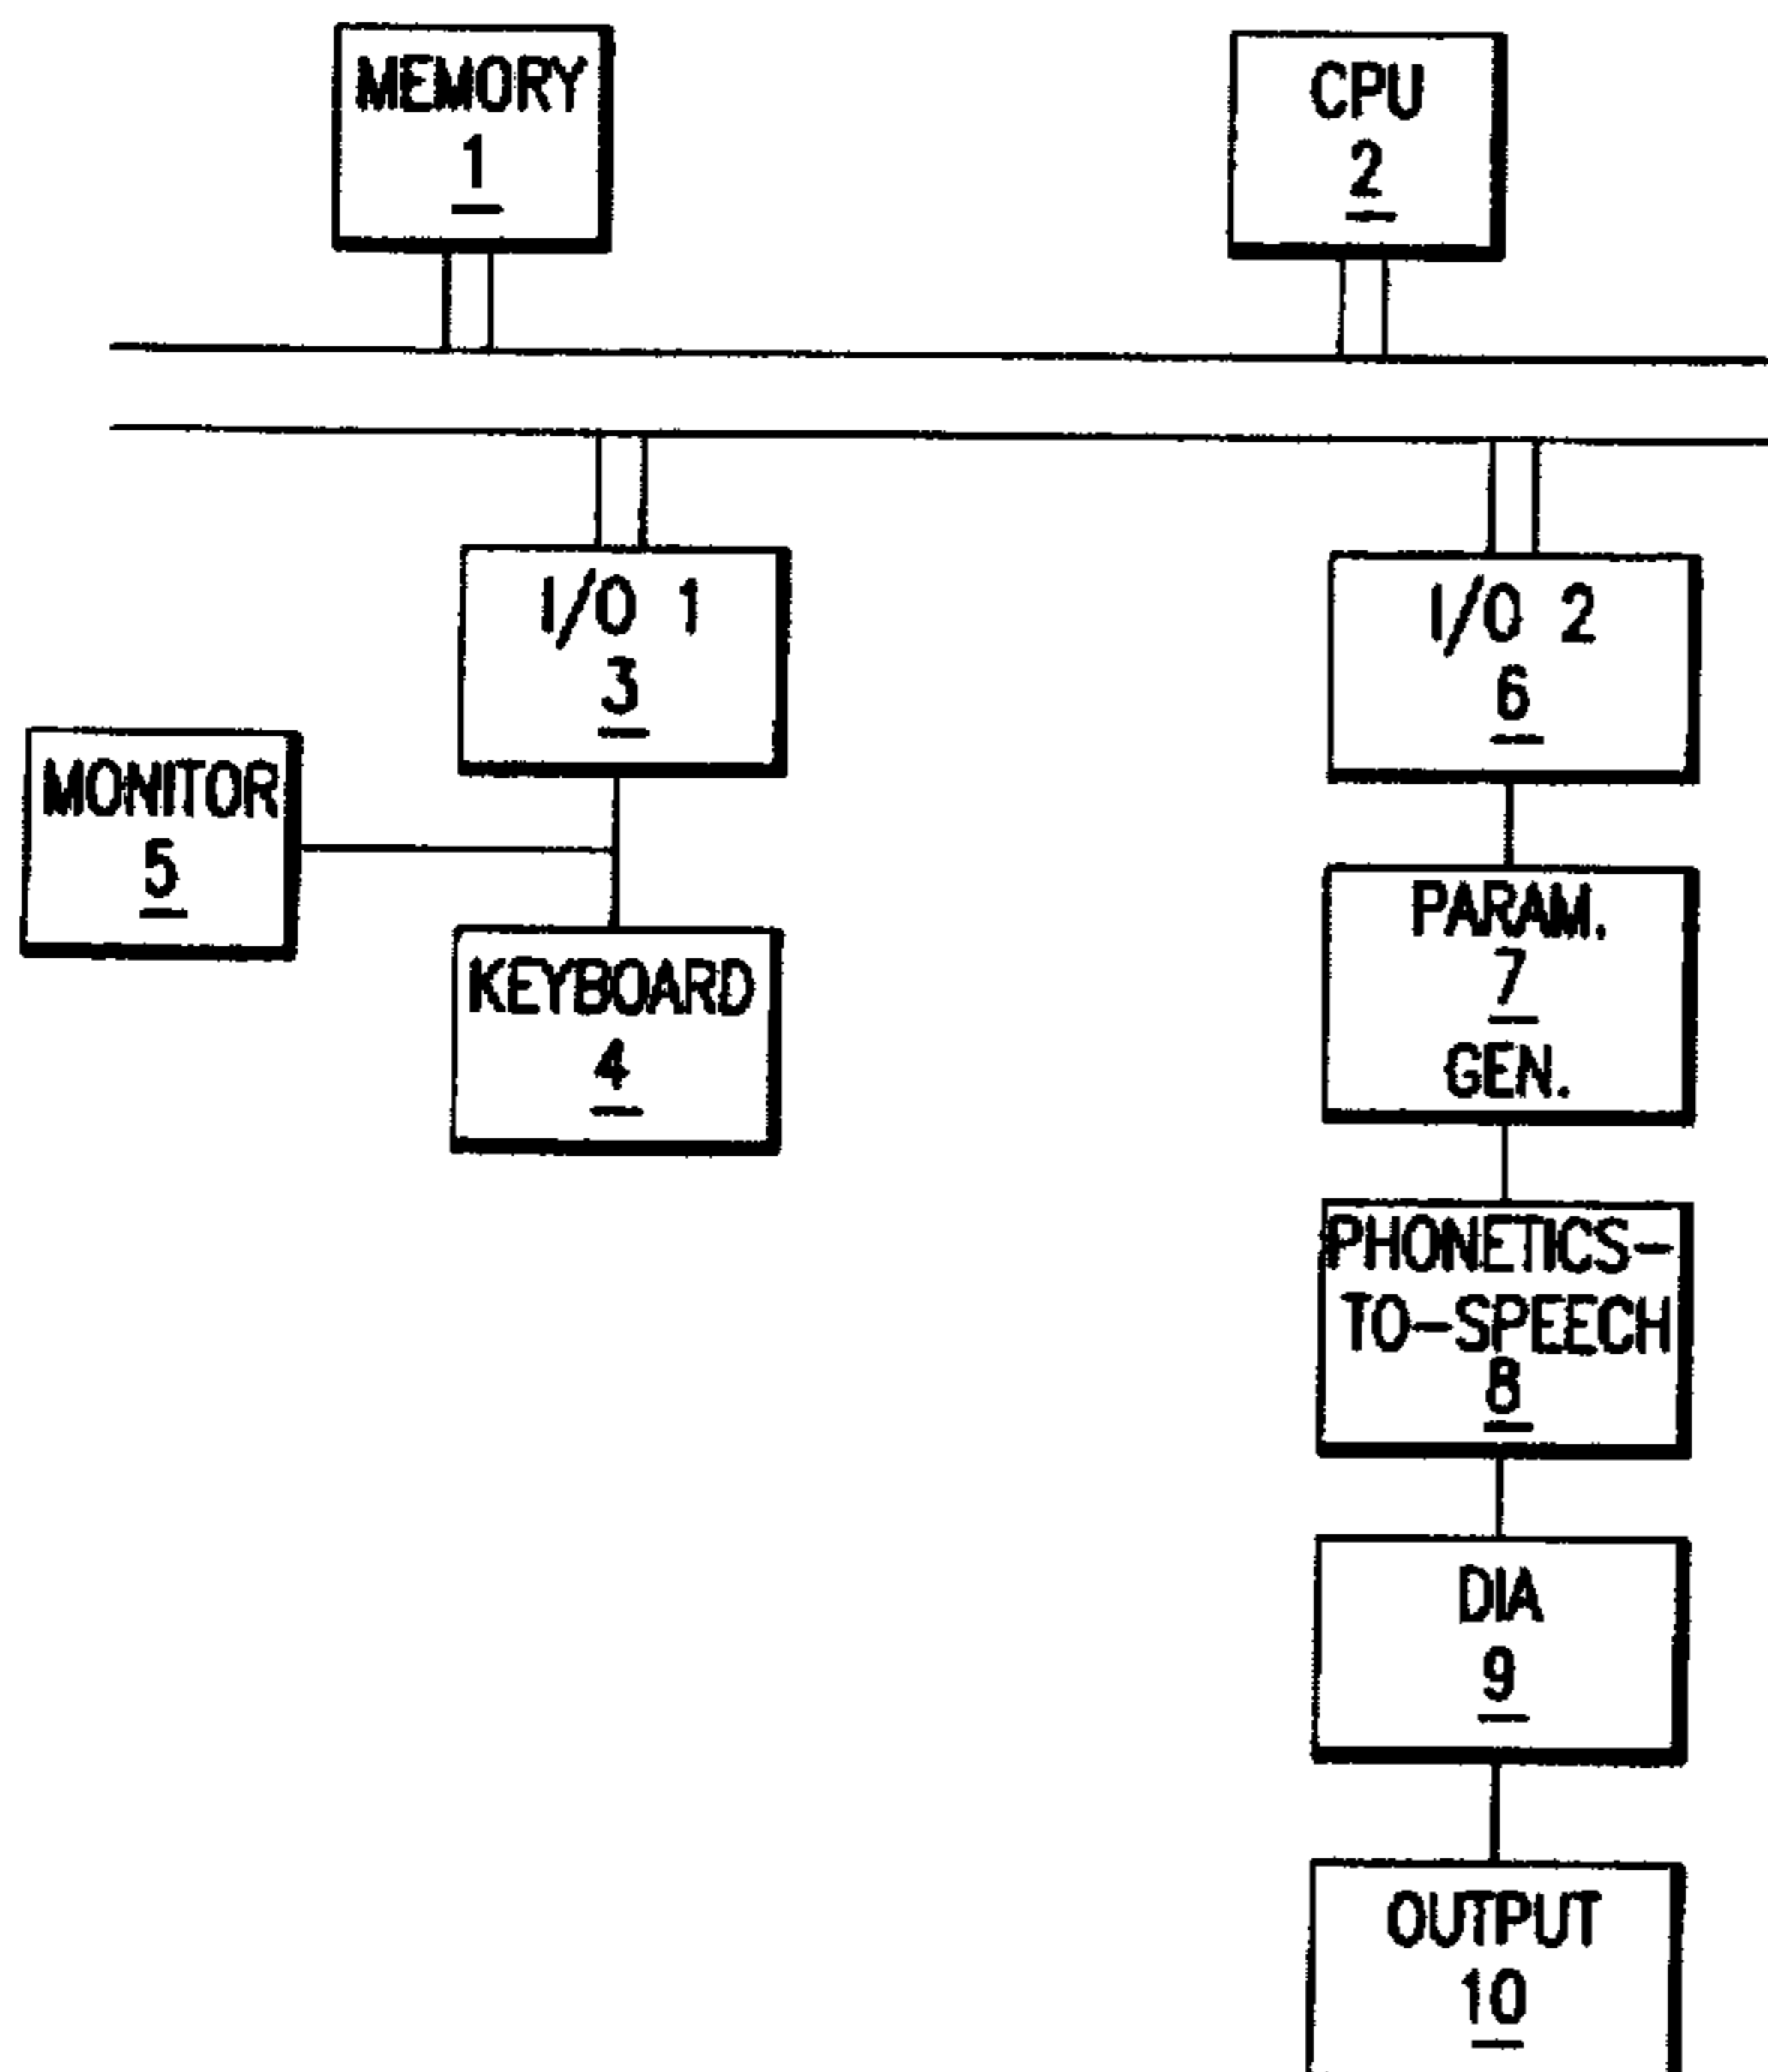 MEMORY
1
CPU
2
I/O 1
3
I/O 2
6
MONITOR
5
KEYBOARD
4
PARAM.
7
GEN.
PHONETICS-
TO-SPEECH
8
DIA
9
OUTPUT
10